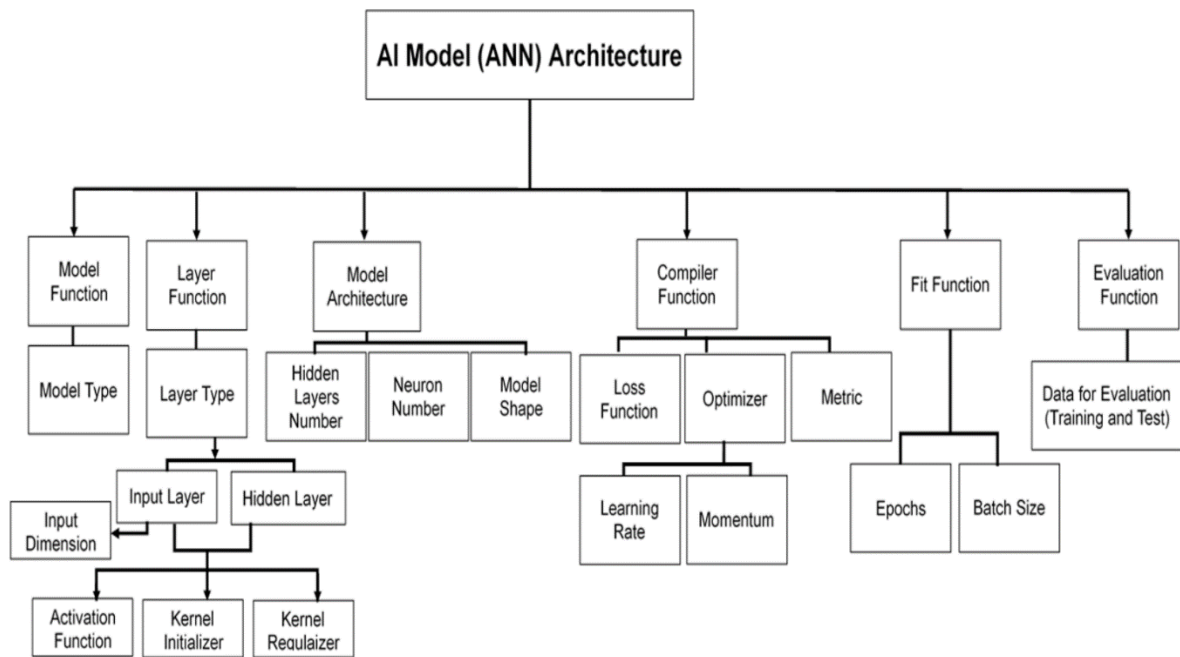 AI Model (ANN) Architecture
Model
Function
Layer
Function
Model
Architecture
Compiler
Function
Fit Function
Evaluation
Function
Model Type
Layer Type
Hidden
Layers
Number
Neuron
Number
Model
Shape
Loss
Function
Optimizer
Metric
Data for Evaluation
(Training and Test)
Input Layer
Hidden Layer
Input
Dimension
Learning
Rate
Momentum
Epochs
Batch Size
Activation
Function
Kernel
Initializer
Kernel
Regulaizer